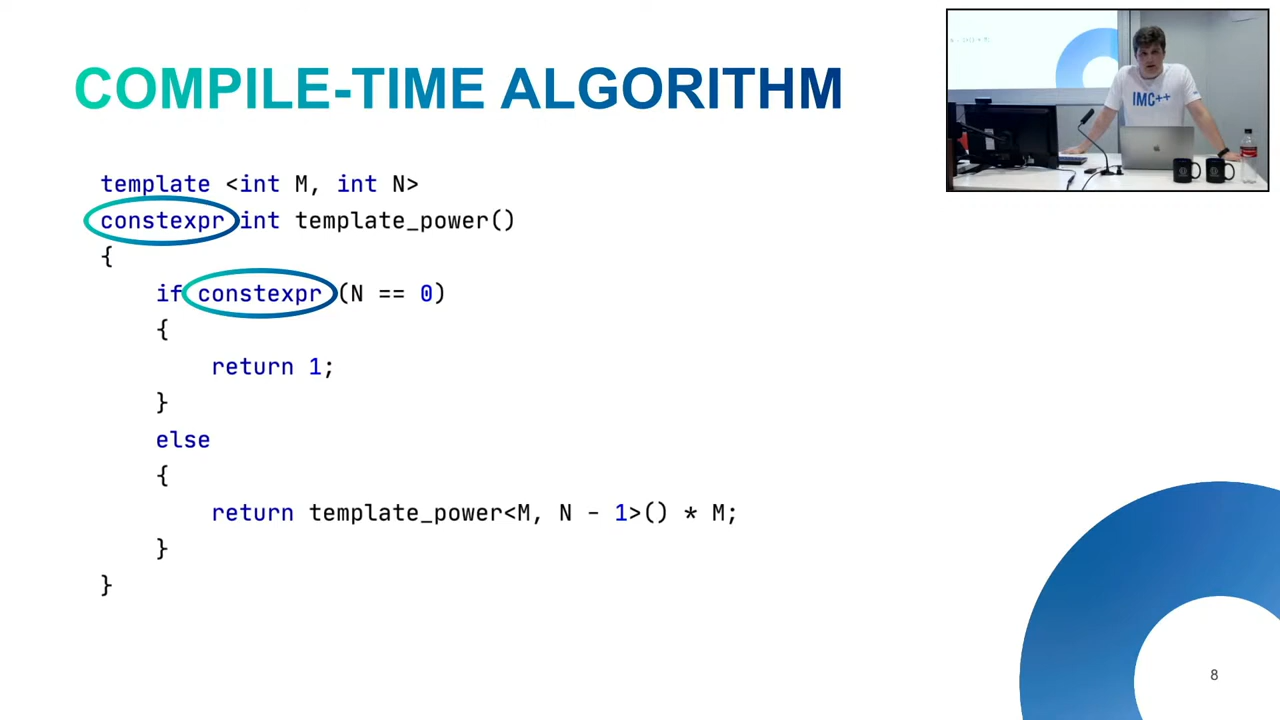 COMPILE-TIME ALGORITHM
template <int M, int N>
constexpr int template_power()
{
if constexpr (N == 0)
{
return 1;
}
else
{
return template_power<M, N - 1>() * M;
}
}
IMC++
8